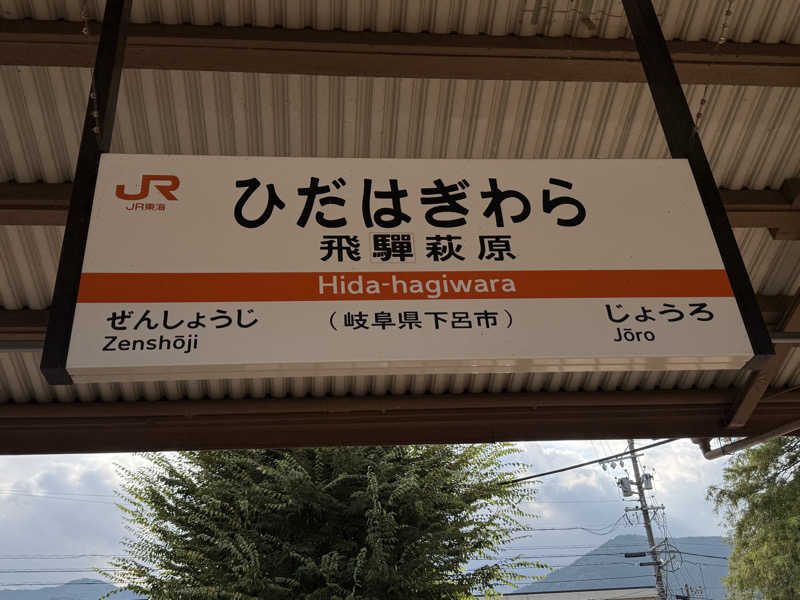 JR
JR東海
ひだはぎわら
飛驒萩原
Hida-hagiwara
ぜんしょうじ
Zenshōji
（岐阜県下呂市）
じょうろ
Jōro